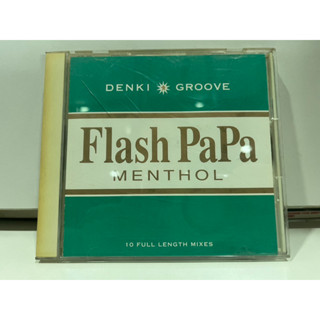 DENKI GROOVE
Flash PaPa
MENTHOL
10 FULL LENGTH MIXES